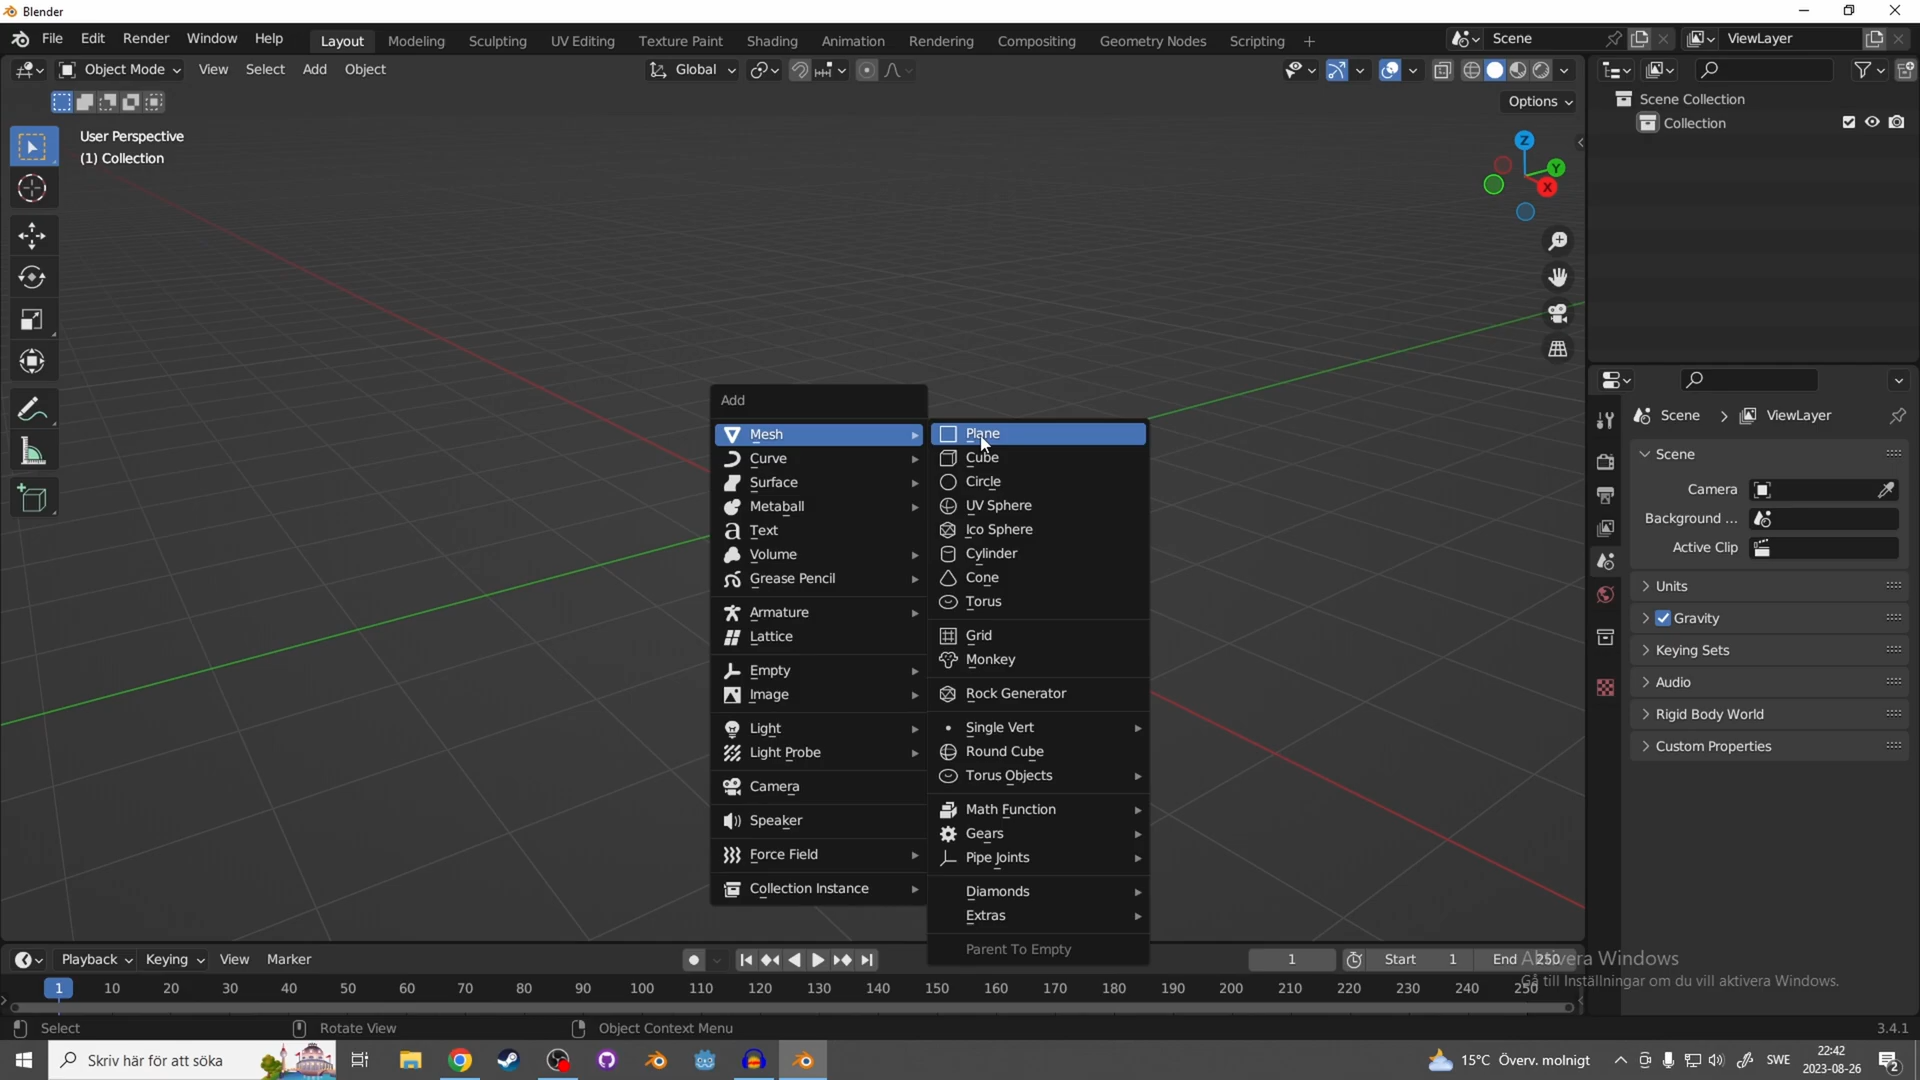 Blender
File Edit Render Window Help Layout Modeling Sculpting UV Editing Texture Paint Shading Animation Rendering Compositing Geometry Nodes Scripting + Scene ViewLayer
Object Mode View Select Add Object Global
Options
User Perspective
(1) Collection
Z
Y
X
Scene Collection
Collection
Add
Mesh
Curve
Surface
Metaball
Text
Volume
Grease Pencil
Armature
Lattice
Empty
Image
Light
Light Probe
Camera
Speaker
Force Field
Collection Instance
Plane
Cube
Circle
UV Sphere
Ico Sphere
Cylinder
Cone
Torus
Grid
Monkey
Rock Generator
Single Vert
Round Cube
Torus Objects
Math Function
Gears
Pipe Joints
Diamonds
Extras
Parent To Empty
Scene > ViewLayer
Scene
Camera
Background ...
Active Clip
Units
Gravity
Keying Sets
Audio
Rigid Body World
Custom Properties
Playback Keying View Marker 1 Start 1 End 250
Windows
Gå till Inställningar om du vill aktivera Windows.
1 10 20 30 40 50 60 70 80 90 100 110 120 130 140 150 160 170 180 190 200 210 220 230 240 250
Select Rotate View Object Context Menu 3.4.1
Skriv här för att söka 15°C Överv. molnigt SWE 22:42
2023-08-26 2